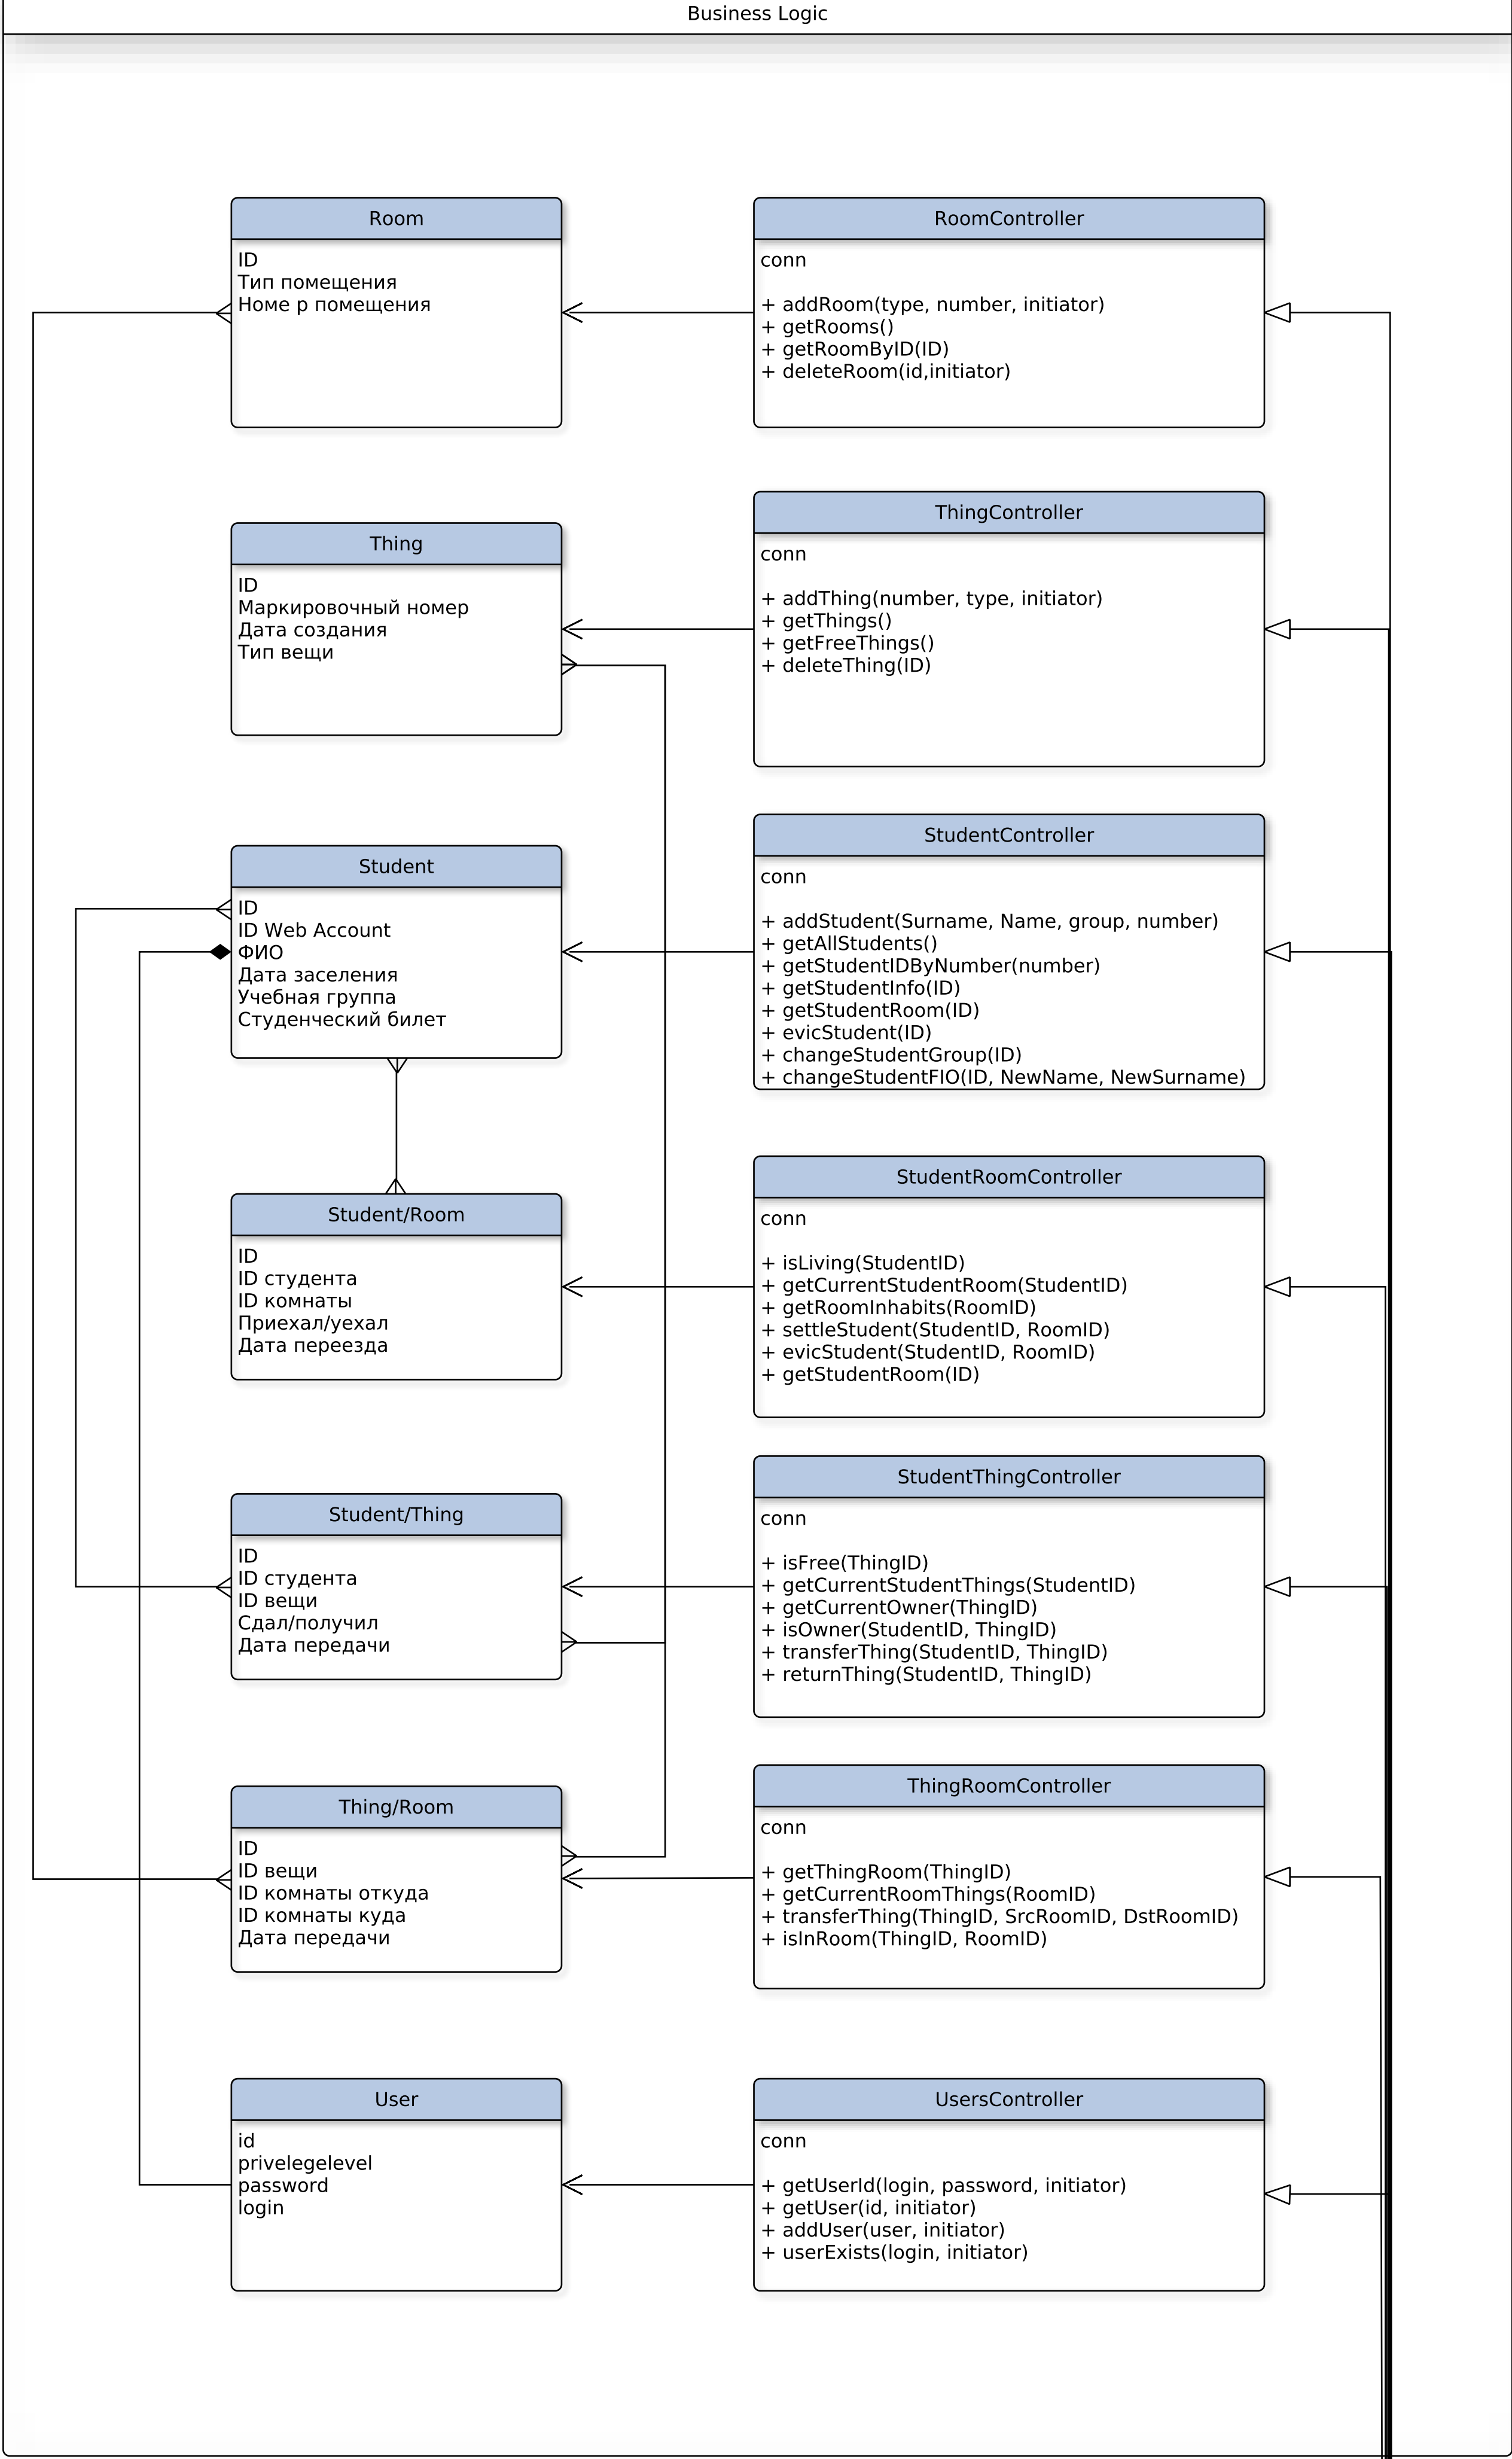 Business Logic
Room
ID
Тип помещения
Номе р помещения
RoomController
conn
+ addRoom(type, number, initiator)
+ getRooms()
+ getRoomByID(ID)
+ deleteRoom(id,initiator)
Thing
ID
Маркировочный номер
Дата создания
Тип вещи
ThingController
conn
+ addThing(number, type, initiator)
+ getThings()
+ getFreeThings()
+ deleteThing(ID)
Student
ID
ID Web Account
ФИО
Дата заселения
Учебная группа
Студенческий билет
StudentController
conn
+ addStudent(Surname, Name, group, number)
+ getAllStudents()
+ getStudentIDByNumber(number)
+ getStudentInfo(ID)
+ getStudentRoom(ID)
+ evicStudent(ID)
+ changeStudentGroup(ID)
+ changeStudentFIO(ID, NewName, NewSurname)
Student/Room
ID
ID студента
ID комнаты
Приехал/уехал
Дата переезда
StudentRoomController
conn
+ isLiving(StudentID)
+ getCurrentStudentRoom(StudentID)
+ getRoomInhabits(RoomID)
+ settleStudent(StudentID, RoomID)
+ evicStudent(StudentID, RoomID)
+ getStudentRoom(ID)
Student/Thing
ID
ID студента
ID вещи
Сдал/получил
Дата передачи
StudentThingController
conn
+ isFree(ThingID)
+ getCurrentStudentThings(StudentID)
+ getCurrentOwner(ThingID)
+ isOwner(StudentID, ThingID)
+ transferThing(StudentID, ThingID)
+ returnThing(StudentID, ThingID)
Thing/Room
ID
ID вещи
ID комнаты откуда
ID комнаты куда
Дата передачи
ThingRoomController
conn
+ getThingRoom(ThingID)
+ getCurrentRoomThings(RoomID)
+ transferThing(ThingID, SrcRoomID, DstRoomID)
+ isInRoom(ThingID, RoomID)
User
id
privelegelevel
password
login
UsersController
conn
+ getUserId(login, password, initiator)
+ getUser(id, initiator)
+ addUser(user, initiator)
+ userExists(login, initiator)